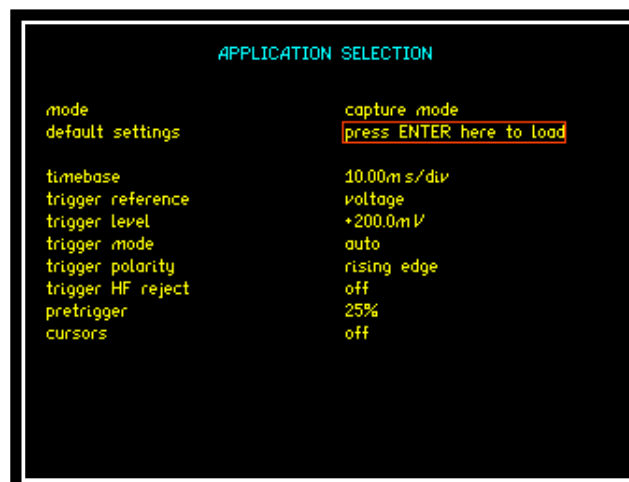 APPLICATION SELECTION
mode capture mode
default settings press ENTER here to load
timebase 10.00ms/div
trigger reference voltage
trigger level +200.0mV
trigger mode auto
trigger polarity rising edge
trigger HF reject off
pretrigger 25%
cursors off